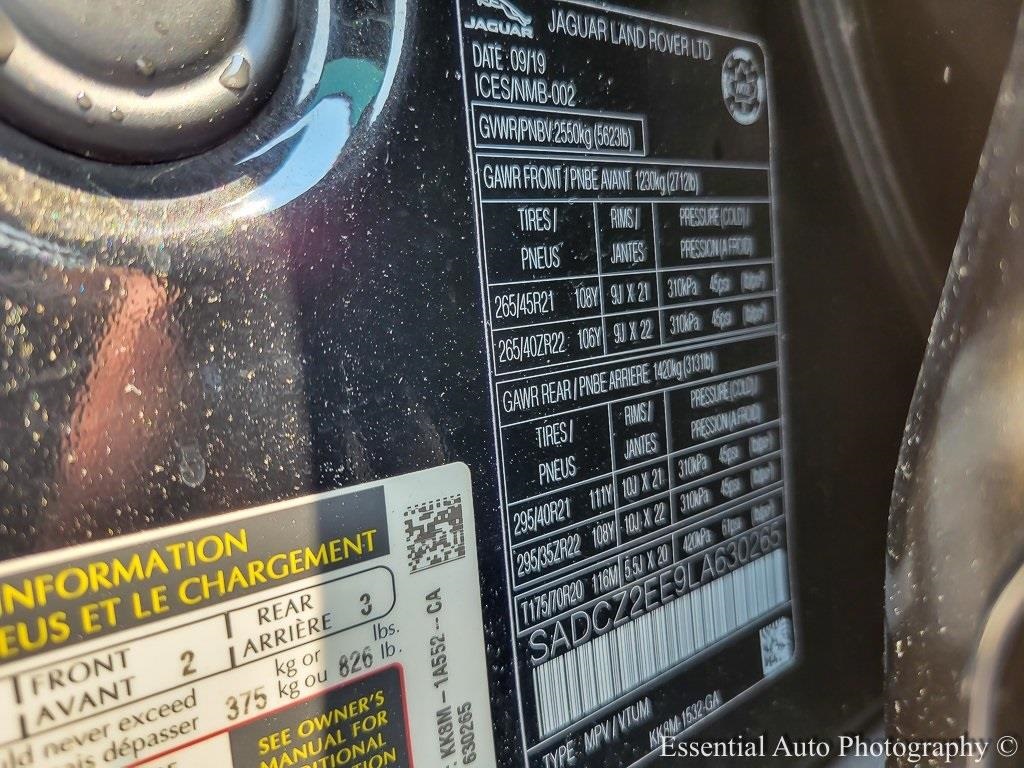 JAGUAR JAGUAR LAND ROVER LTD
DATE: 09/19
ICES/NMB-002
GVWR/PNBV 2550kg (5623lb)
GAWR FRONT / PNBE AVANT 1230kg (2712lb)
TIRES / RIMS / PRESSURE (COLD) /
PNEUS JANTES PRESSION (A FROID)
265/45R21 108Y 9J X 21 310kPa 45psi
265/40ZR22 106Y 9J X 22 310kPa 45psi
GAWR REAR / PNBE ARRIERE 1420kg (3131lb)
TIRES / RIMS / PRESSURE (COLD) /
PNEUS JANTES PRESSION (A FROID)
295/40R21 111Y 10J X 21 310kPa 45psi
295/35ZR22 108Y 10J X 22 310kPa 45psi
T175/70R20 116M 5.5J X 20 420kPa 61psi
SADCZ2EE9LA630265
TYPE: MPV / VTUM KK8M-1532-GA
INFORMATION
EUS ET LE CHARGEMENT
FRONT 2 REAR 3
AVANT ARRIÈRE
uld never exceed 375 kg or 826 lbs.
ais dépasser kg ou lb.
SEE OWNER'S
MANUAL FOR
INFORMATION
KK8M--1A552--CA
630265
Essential Auto Photography ©